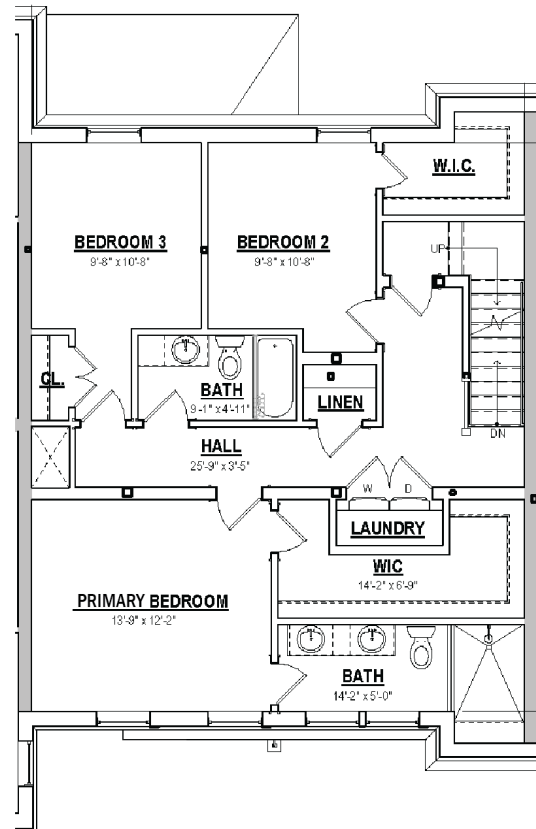 W.I.C.
BEDROOM 3
9'-8" x 10'-8"
BEDROOM 2
9'-8" x 10'-8"
UP
CL.
BATH
9'-1" x 4'-11"
LINEN
DN
HALL
25'-9" x 3'-5"
W
D
LAUNDRY
WIC
14'-2" x 6'-9"
PRIMARY BEDROOM
13'-9" x 12'-2"
BATH
14'-2" x 5'-0"